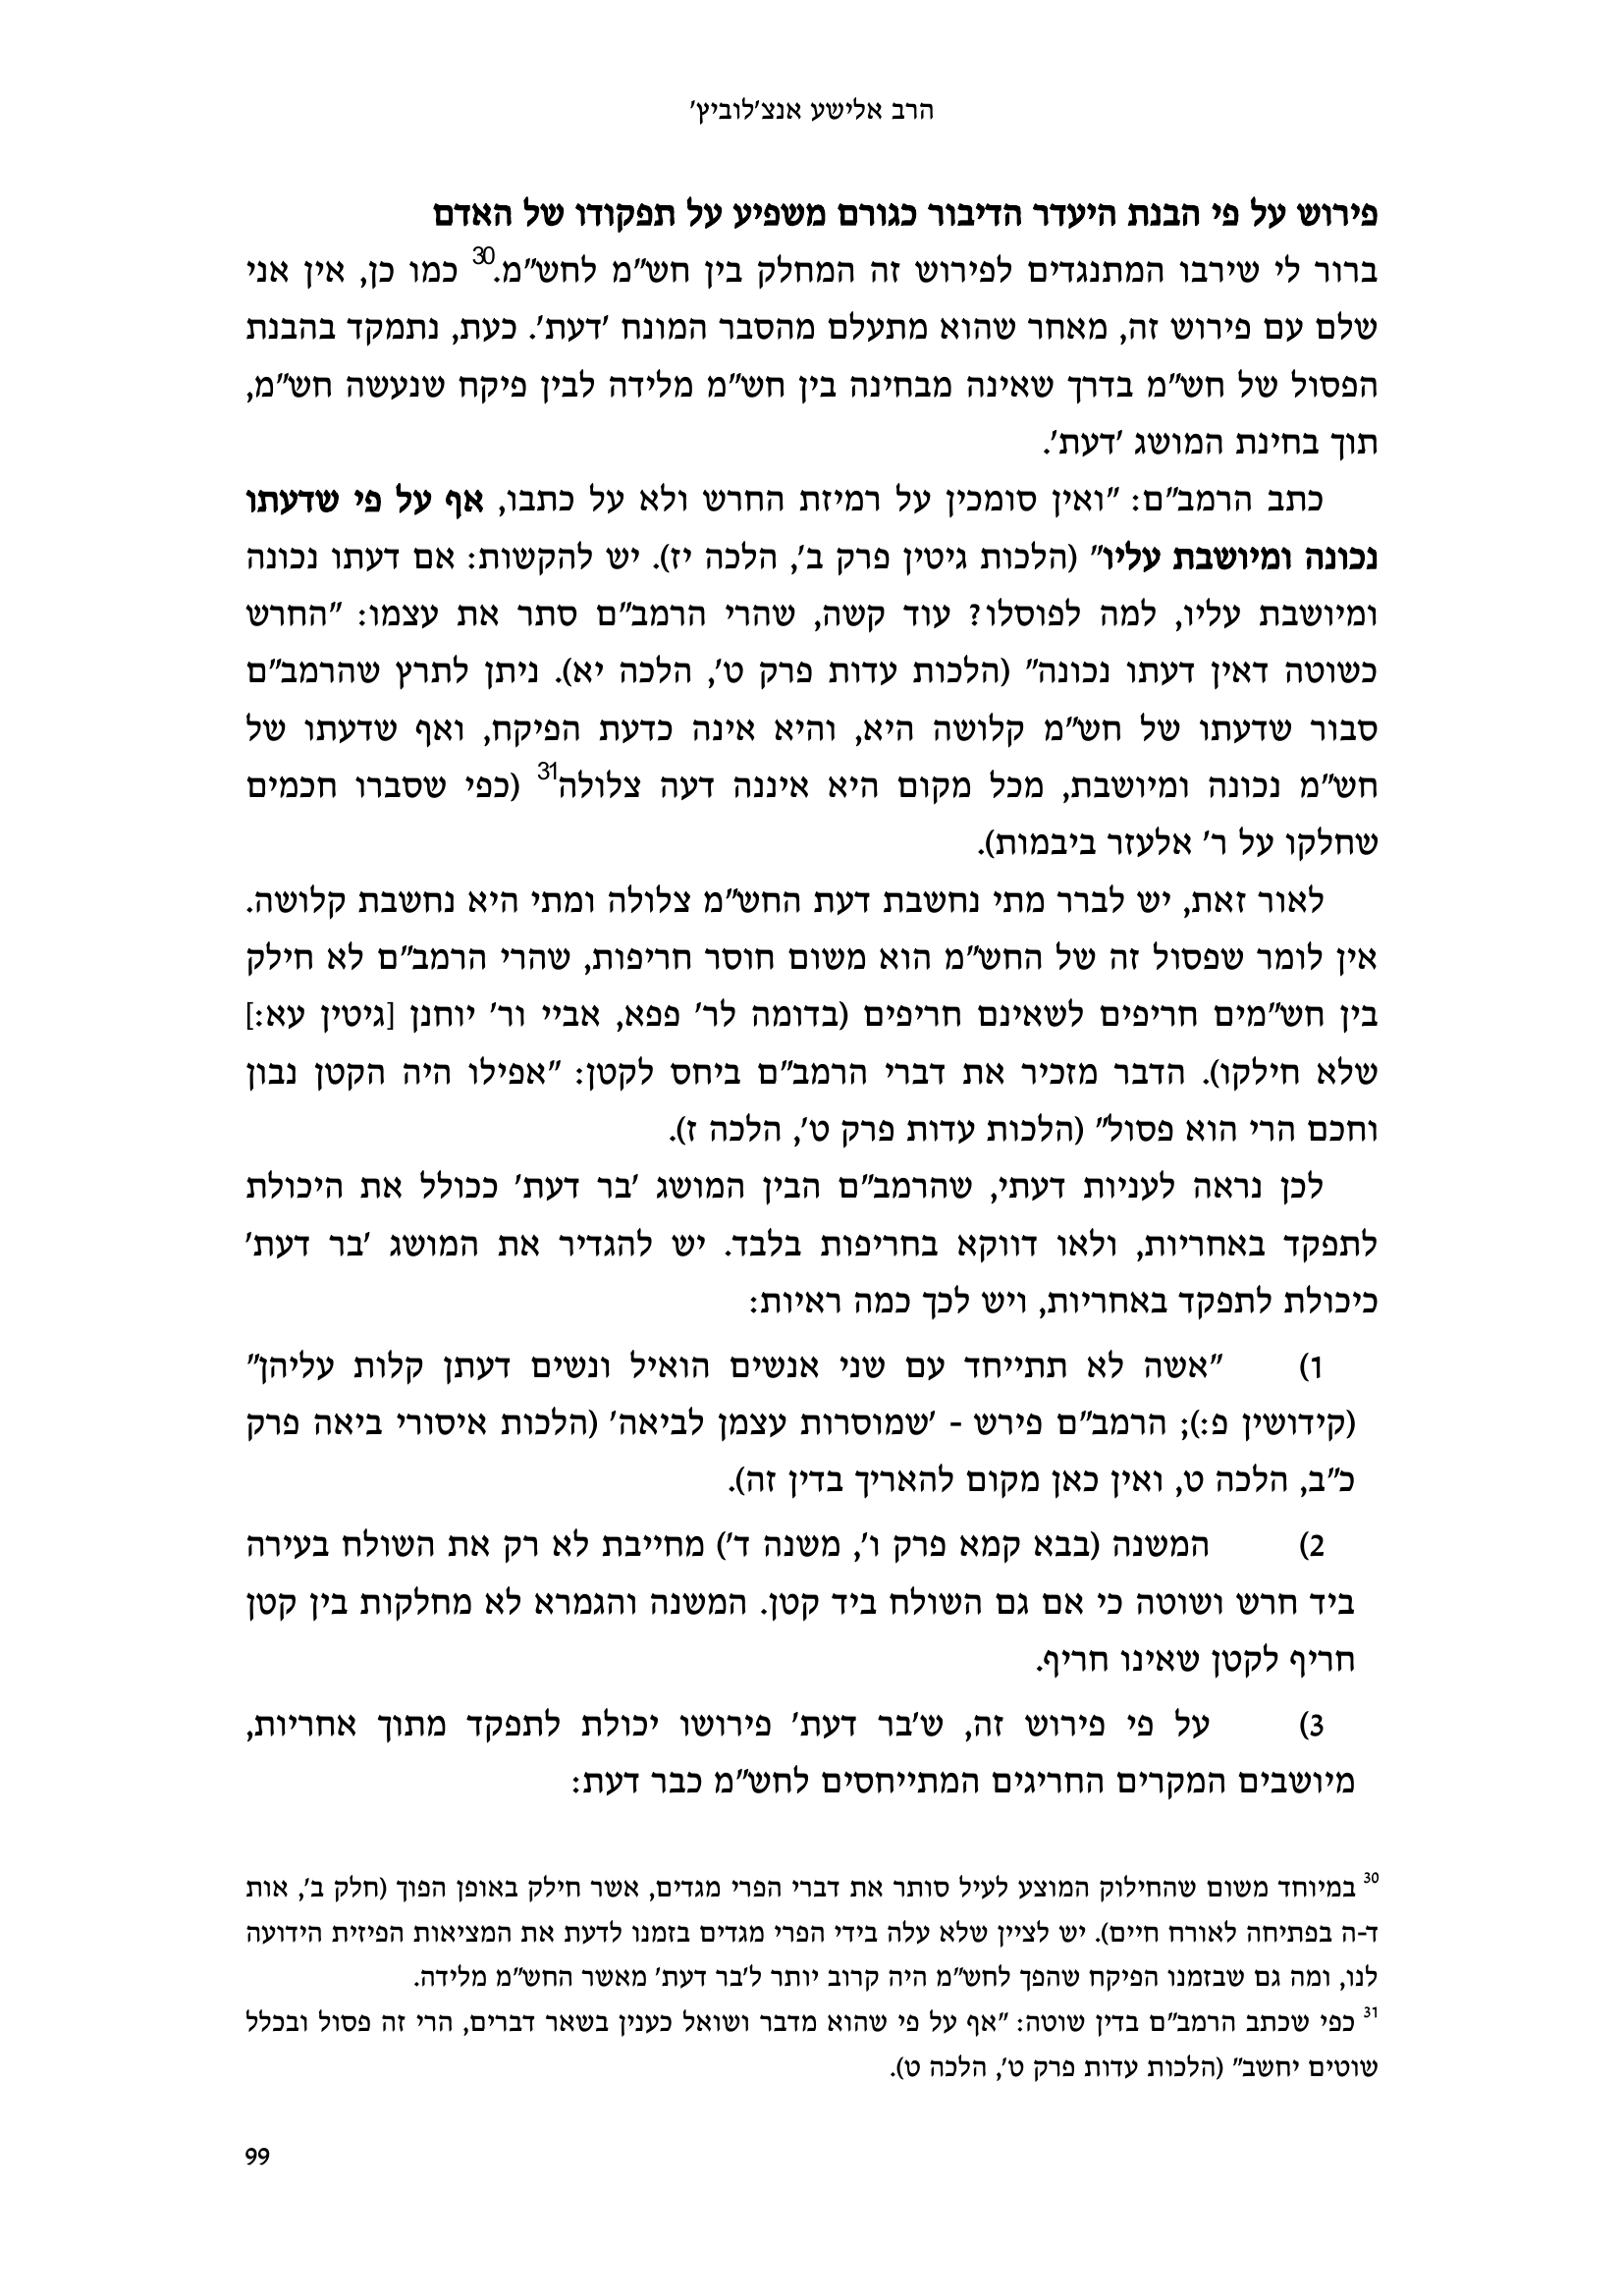 הרב אלישע אנצ'לוביץ'
פירוש על פי הבנת היעדר הדיבור כגורם משפיע על תפקודו של האדם
ברור לי שירבו המתנגדים לפירוש זה המחלק בין חש"מ לחש"מ.30 כמו כן, אין אני
שלם עם פירוש זה, מאחר שהוא מתעלם מהסבר המונח 'דעת'. כעת, נתמקד בהבנת
הפסול של חש"מ בדרך שאינה מבחינה בין חש"מ מלידה לבין פיקח שנעשה חש"מ,
תוך בחינת המושג 'דעת'.
כתב הרמב"ם: "ואין סומכין על רמיזת החרש ולא על כתבו, אף על פי שדעתו
נכונה ומיושבת עליו" (הלכות גיטין פרק ב', הלכה יז). יש להקשות: אם דעתו נכונה
ומיושבת עליו, למה לפוסלו? עוד קשה, שהרי הרמב"ם סתר את עצמו: "החרש
כשוטה דאין דעתו נכונה" (הלכות עדות פרק ט', הלכה יא). ניתן לתרץ שהרמב"ם
סבור שדעתו של חש"מ קלושה היא, והיא אינה כדעת הפיקח, ואף שדעתו של
חש"מ נכונה ומיושבת, מכל מקום היא איננה דעה צלולה31 (כפי שסברו חכמים
שחלקו על ר' אלעזר ביבמות).
לאור זאת, יש לברר מתי נחשבת דעת החש"מ צלולה ומתי היא נחשבת קלושה.
אין לומר שפסול זה של החש"מ הוא משום חוסר חריפות, שהרי הרמב"ם לא חילק
בין חש"מים חריפים לשאינם חריפים (בדומה לר' פפא, אביי ור' יוחנן [גיטין עא:]
שלא חילקו). הדבר מזכיר את דברי הרמב"ם ביחס לקטן: "אפילו היה הקטן נבון
וחכם הרי הוא פסול" (הלכות עדות פרק ט', הלכה ז).
לכן נראה לעניות דעתי, שהרמב"ם הבין המושג 'בר דעת' ככולל את היכולת
לתפקד באחריות, ולאו דווקא בחריפות בלבד. יש להגדיר את המושג 'בר דעת'
כיכולת לתפקד באחריות, ויש לכך כמה ראיות:
1) "אשה לא תתייחד עם שני אנשים הואיל ונשים דעתן קלות עליהן"
(קידושין פ:); הרמב"ם פירש - 'שמוסרות עצמן לביאה' (הלכות איסורי ביאה פרק
כ"ב, הלכה ט, ואין כאן מקום להאריך בדין זה).
2) המשנה (בבא קמא פרק ו', משנה ד') מחייבת לא רק את השולח בעירה
ביד חרש ושוטה כי אם גם השולח ביד קטן. המשנה והגמרא לא מחלקות בין קטן
חריף לקטן שאינו חריף.
3) על פי פירוש זה, ש'בר דעת' פירושו יכולת לתפקד מתוך אחריות,
מיושבים המקרים החריגים המתייחסים לחש"מ כבר דעת:
30 במיוחד משום שהחילוק המוצע לעיל סותר את דברי הפרי מגדים, אשר חילק באופן הפוך (חלק ב', אות
ד-ה בפתיחה לאורח חיים). יש לציין שלא עלה בידי הפרי מגדים בזמנו לדעת את המציאות הפיזית הידועה
לנו, ומה גם שבזמנו הפיקח שהפך לחש"מ היה קרוב יותר ל'בר דעת' מאשר החש"מ מלידה.
31 כפי שכתב הרמב"ם בדין שוטה: "אף על פי שהוא מדבר ושואל כענין בשאר דברים, הרי זה פסול ובכלל
שוטים יחשב" (הלכות עדות פרק ט', הלכה ט).
99